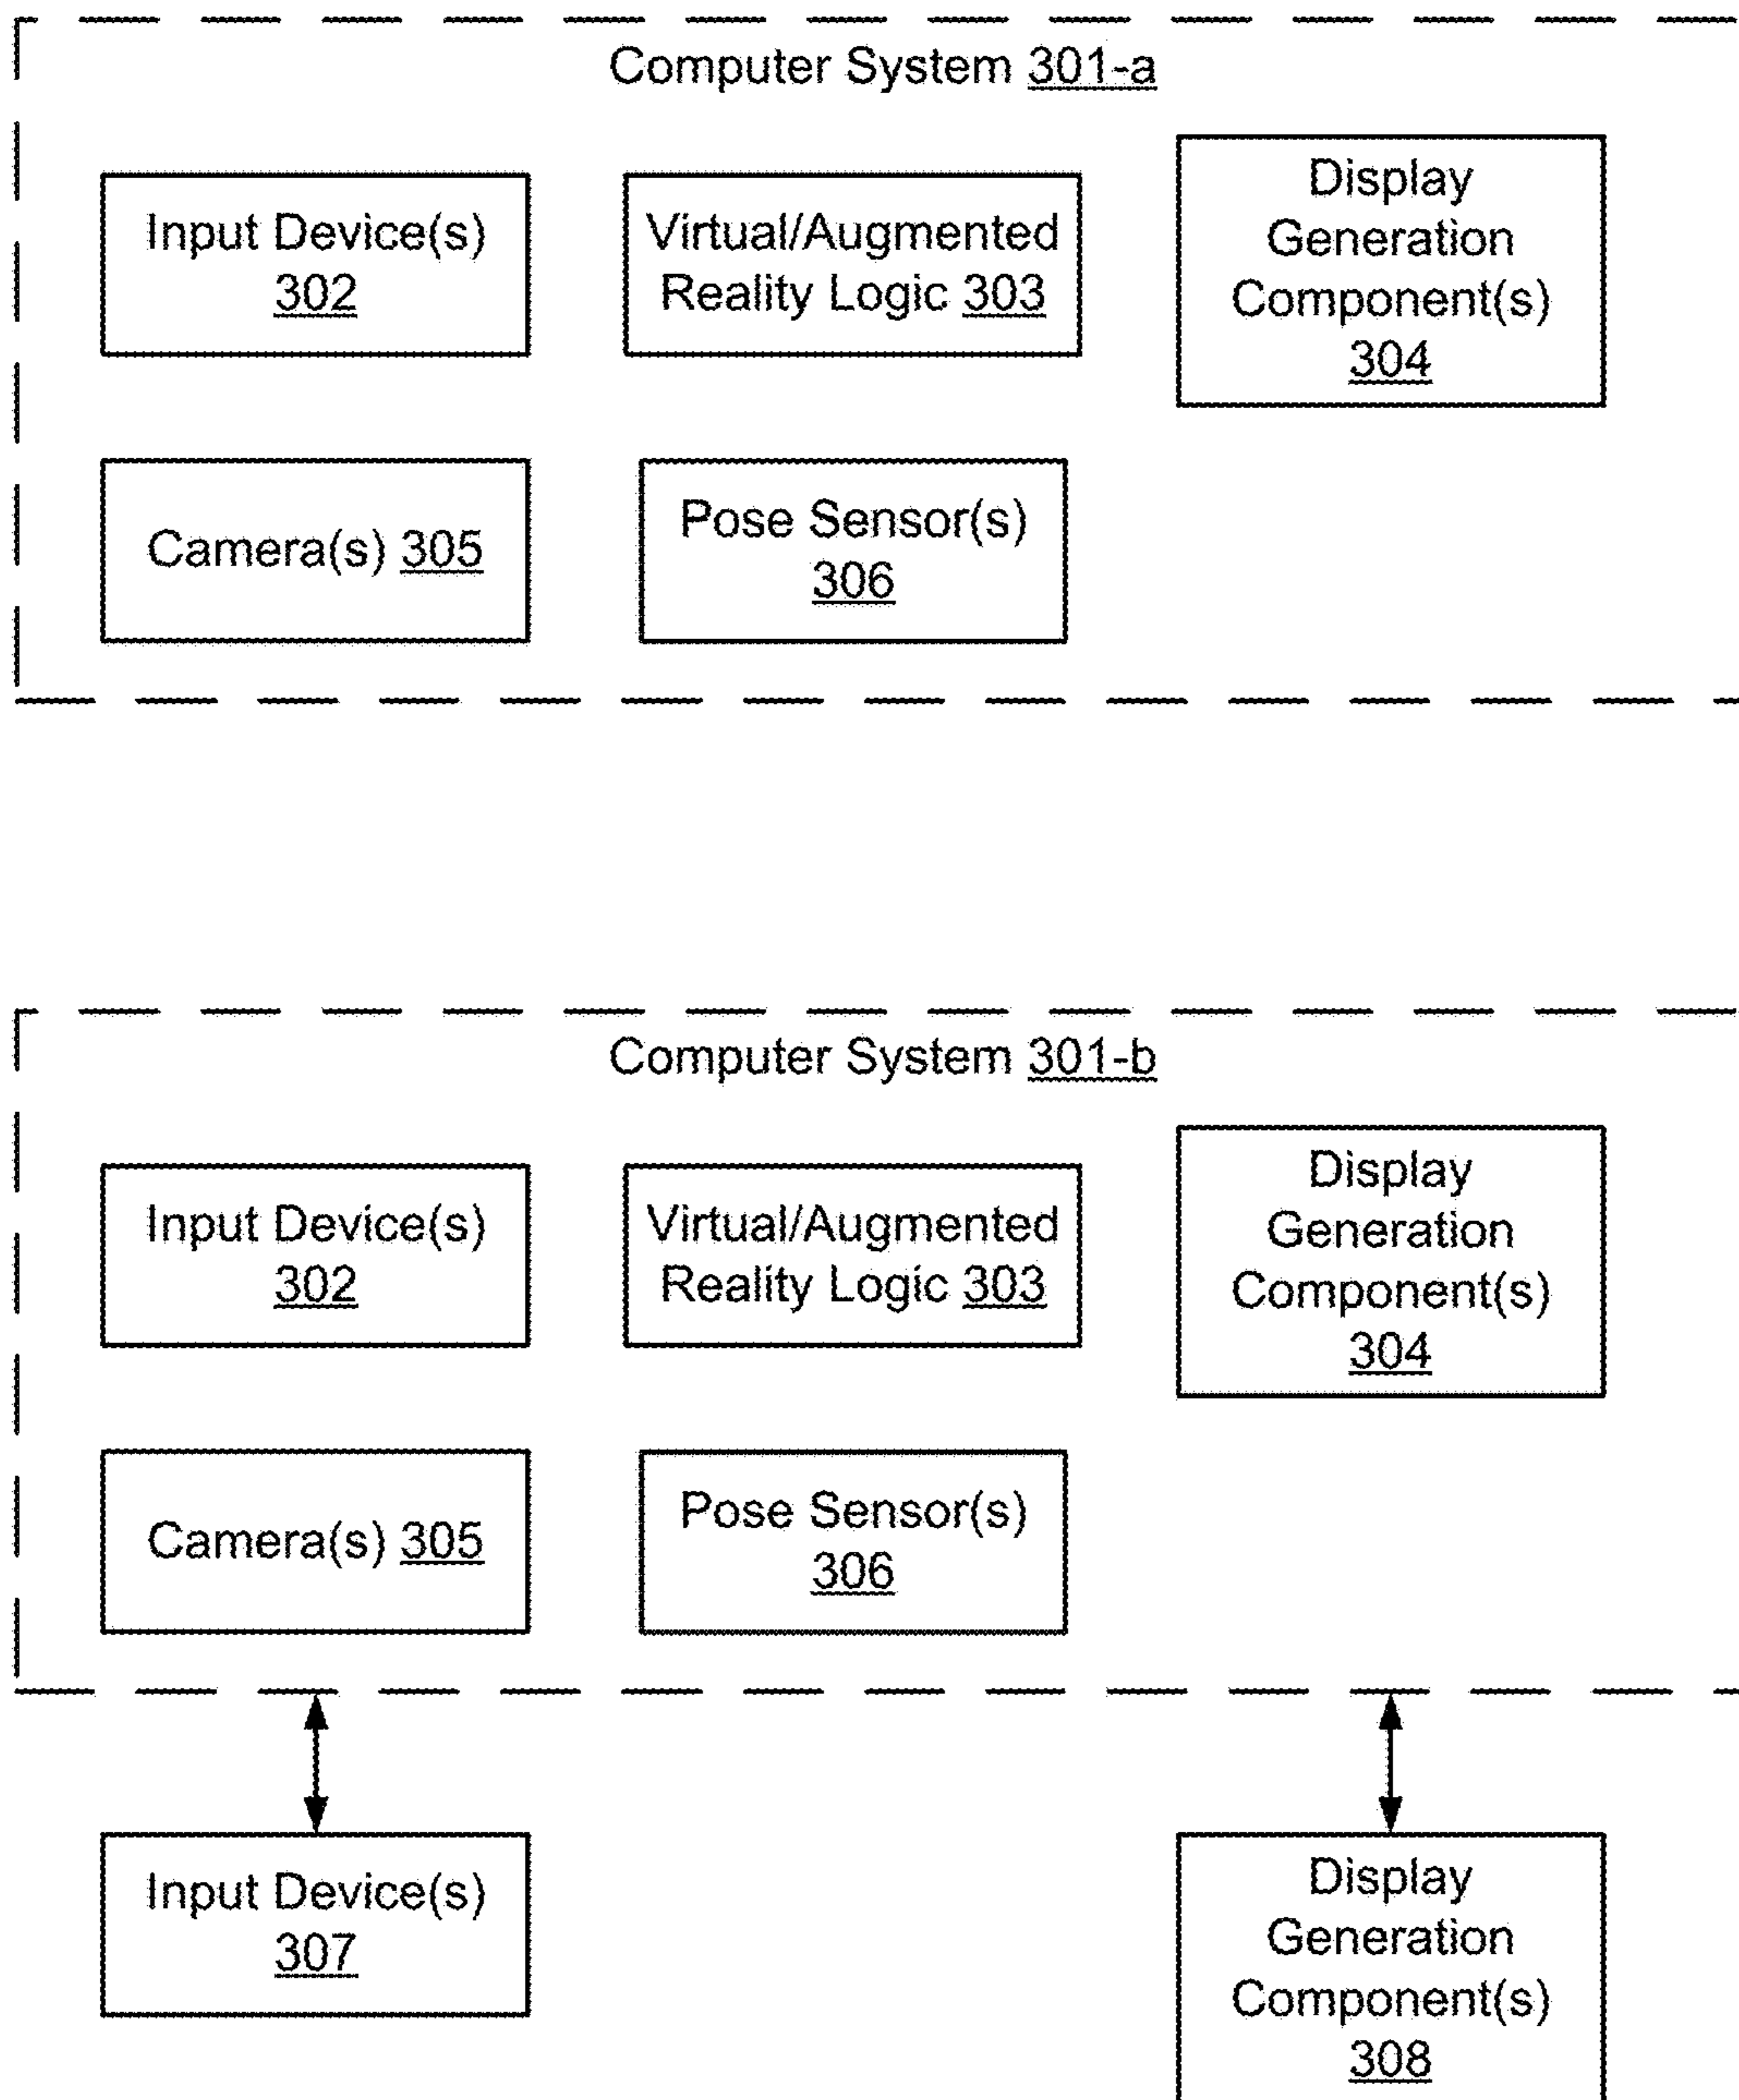 Computer System 301-a
Input Device(s)
302
Virtual/Augmented
Reality Logic 303
Display
Generation
Component(s)
304
Camera(s) 305
Pose Sensor(s)
306
Computer System 301-b
Input Device(s)
302
Virtual/Augmented
Reality Logic 303
Display
Generation
Component(s)
304
Camera(s) 305
Pose Sensor(s)
306
Input Device(s)
307
Display
Generation
Component(s)
308